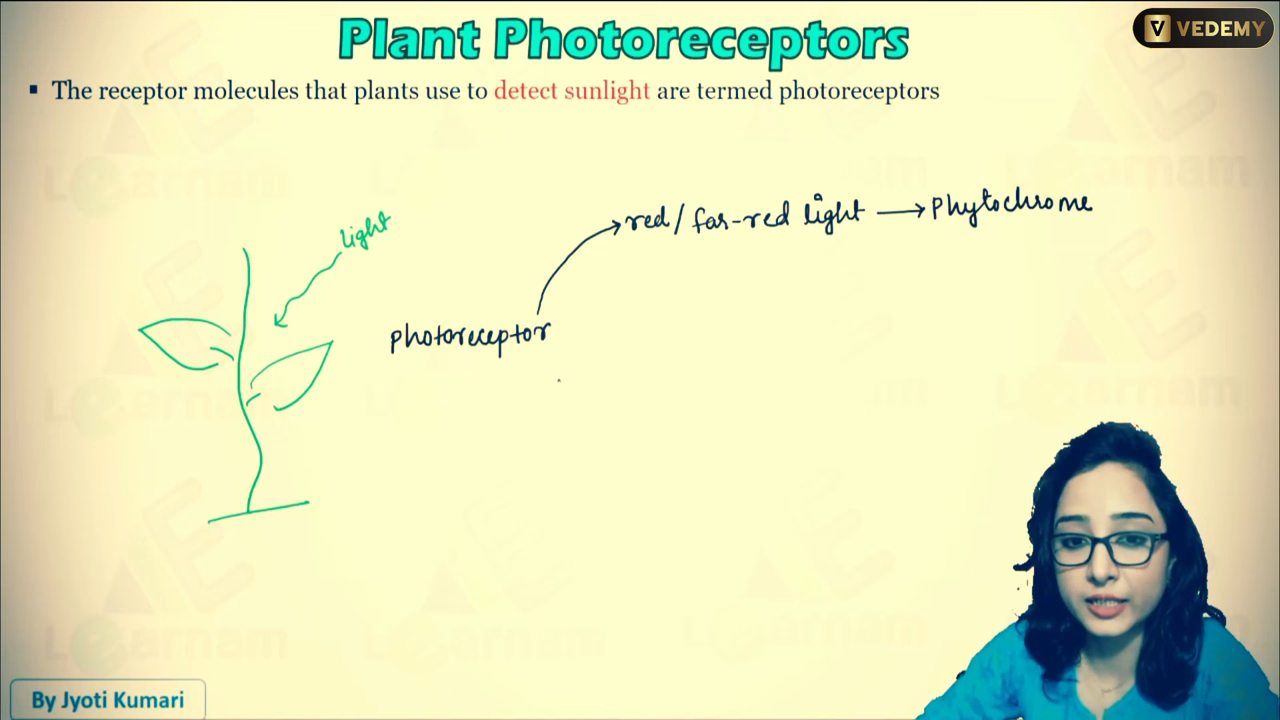 Plant Photoreceptors
VEDEMY
▪ The receptor molecules that plants use to detect sunlight are termed photoreceptors
light
red/far-red light → Phytochrome
photoreceptor
By Jyoti Kumari